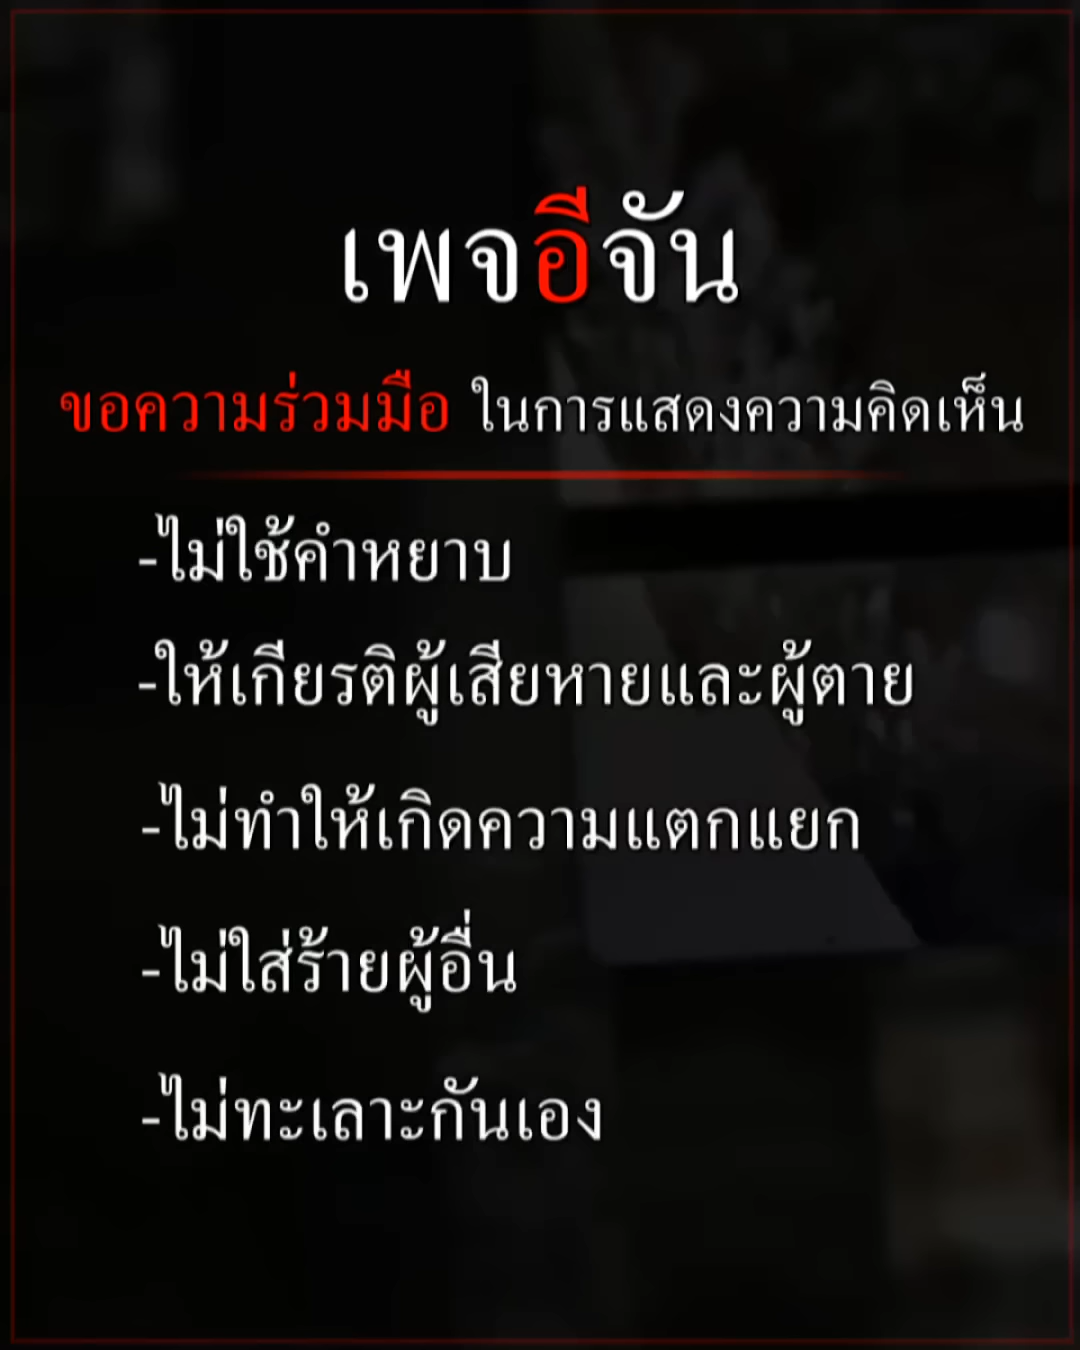 เพจอีจัน
ขอความร่วมมือ ในการแสดงความคิดเห็น
-ไม่ใช้คำหยาบ
-ให้เกียรติผู้เสียหายและผู้ตาย
-ไม่ทำให้เกิดความแตกแยก
-ไม่ใส่ร้ายผู้อื่น
-ไม่ทะเลาะกันเอง